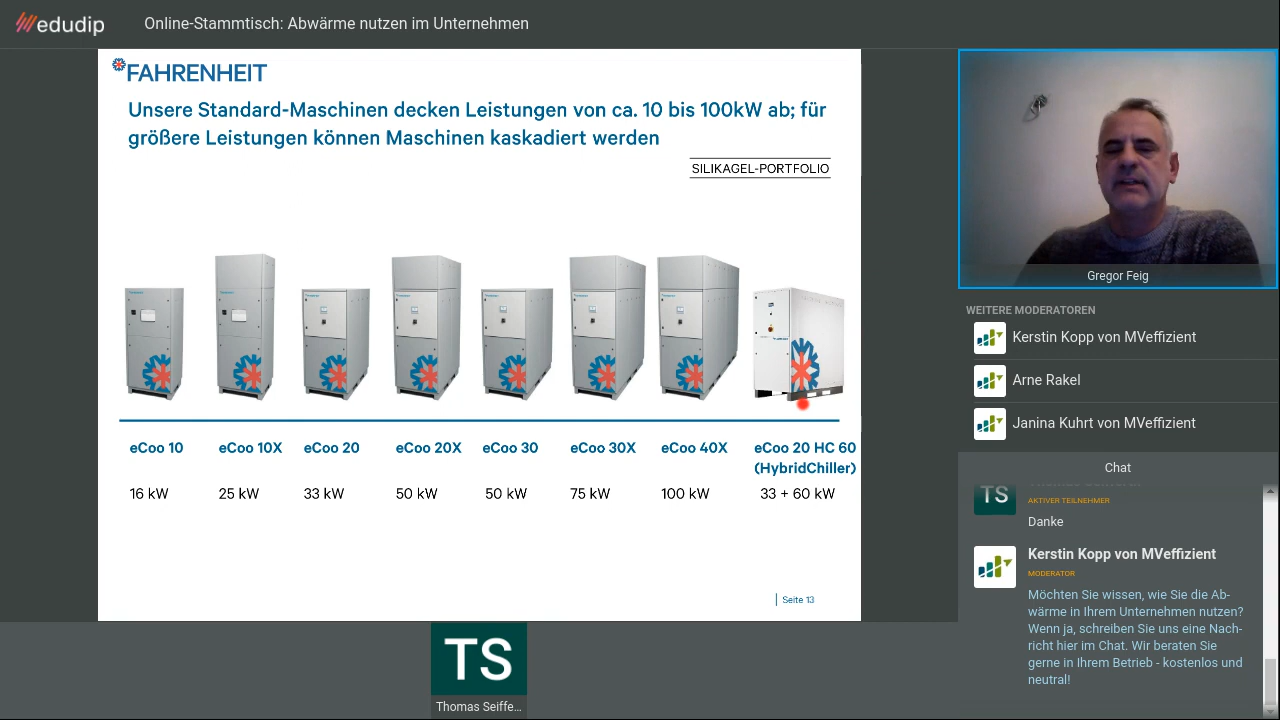 edudip
Online-Stammtisch: Abwärme nutzen im Unternehmen
FAHRENHEIT
Unsere Standard-Maschinen decken Leistungen von ca. 10 bis 100kW ab; für
größere Leistungen können Maschinen kaskadiert werden
SILIKAGEL-PORTFOLIO
eCoo 10
eCoo 10X
eCoo 20
eCoo 20X
eCoo 30
eCoo 30X
eCoo 40X
eCoo 20 HC 60
(HybridChiller)
16 kW
25 kW
33 kW
50 kW
50 kW
75 kW
100 kW
33 + 60 kW
Seite 13
Gregor Feig
WEITERE MODERATOREN
Kerstin Kopp von MVeffizient
Arne Rakel
Janina Kuhrt von MVeffizient
Chat
TS
AKTIVER TEILNEHMER
Danke
Kerstin Kopp von MVeffizient
MODERATOR
Möchten Sie wissen, wie Sie die Ab-
wärme in Ihrem Unternehmen nutzen?
Wenn ja, schreiben Sie uns eine Nach-
richt hier im Chat. Wir beraten Sie
gerne in Ihrem Betrieb - kostenlos und
neutral!
TS
Thomas Seiffe...